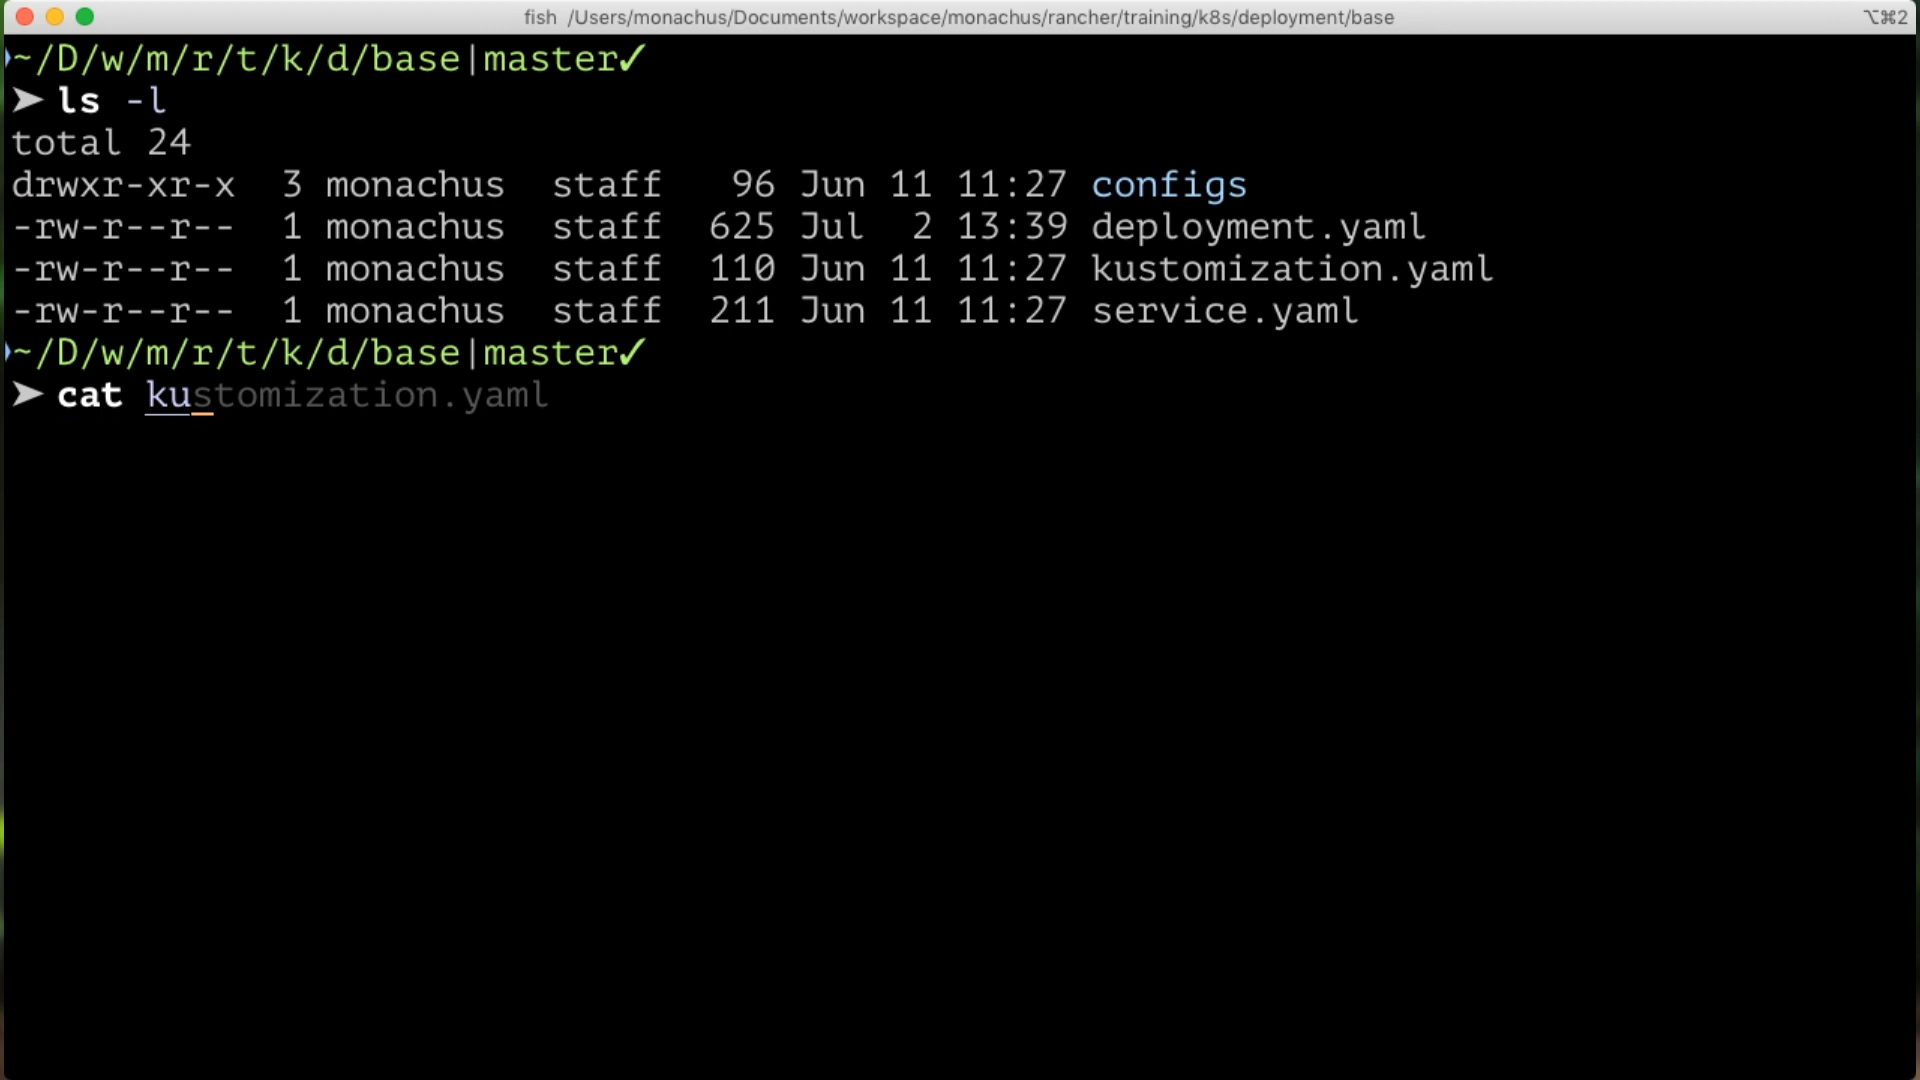 fish /Users/monachus/Documents/workspace/monachus/rancher/training/k8s/deployment/base ⌥⌘2
~/D/w/m/r/t/k/d/base|master✓
➤ ls -l
total 24
drwxr-xr-x  3 monachus  staff   96 Jun 11 11:27 configs
-rw-r--r--  1 monachus  staff  625 Jul  2 13:39 deployment.yaml
-rw-r--r--  1 monachus  staff  110 Jun 11 11:27 kustomization.yaml
-rw-r--r--  1 monachus  staff  211 Jun 11 11:27 service.yaml
~/D/w/m/r/t/k/d/base|master✓
➤ cat kustomization.yaml